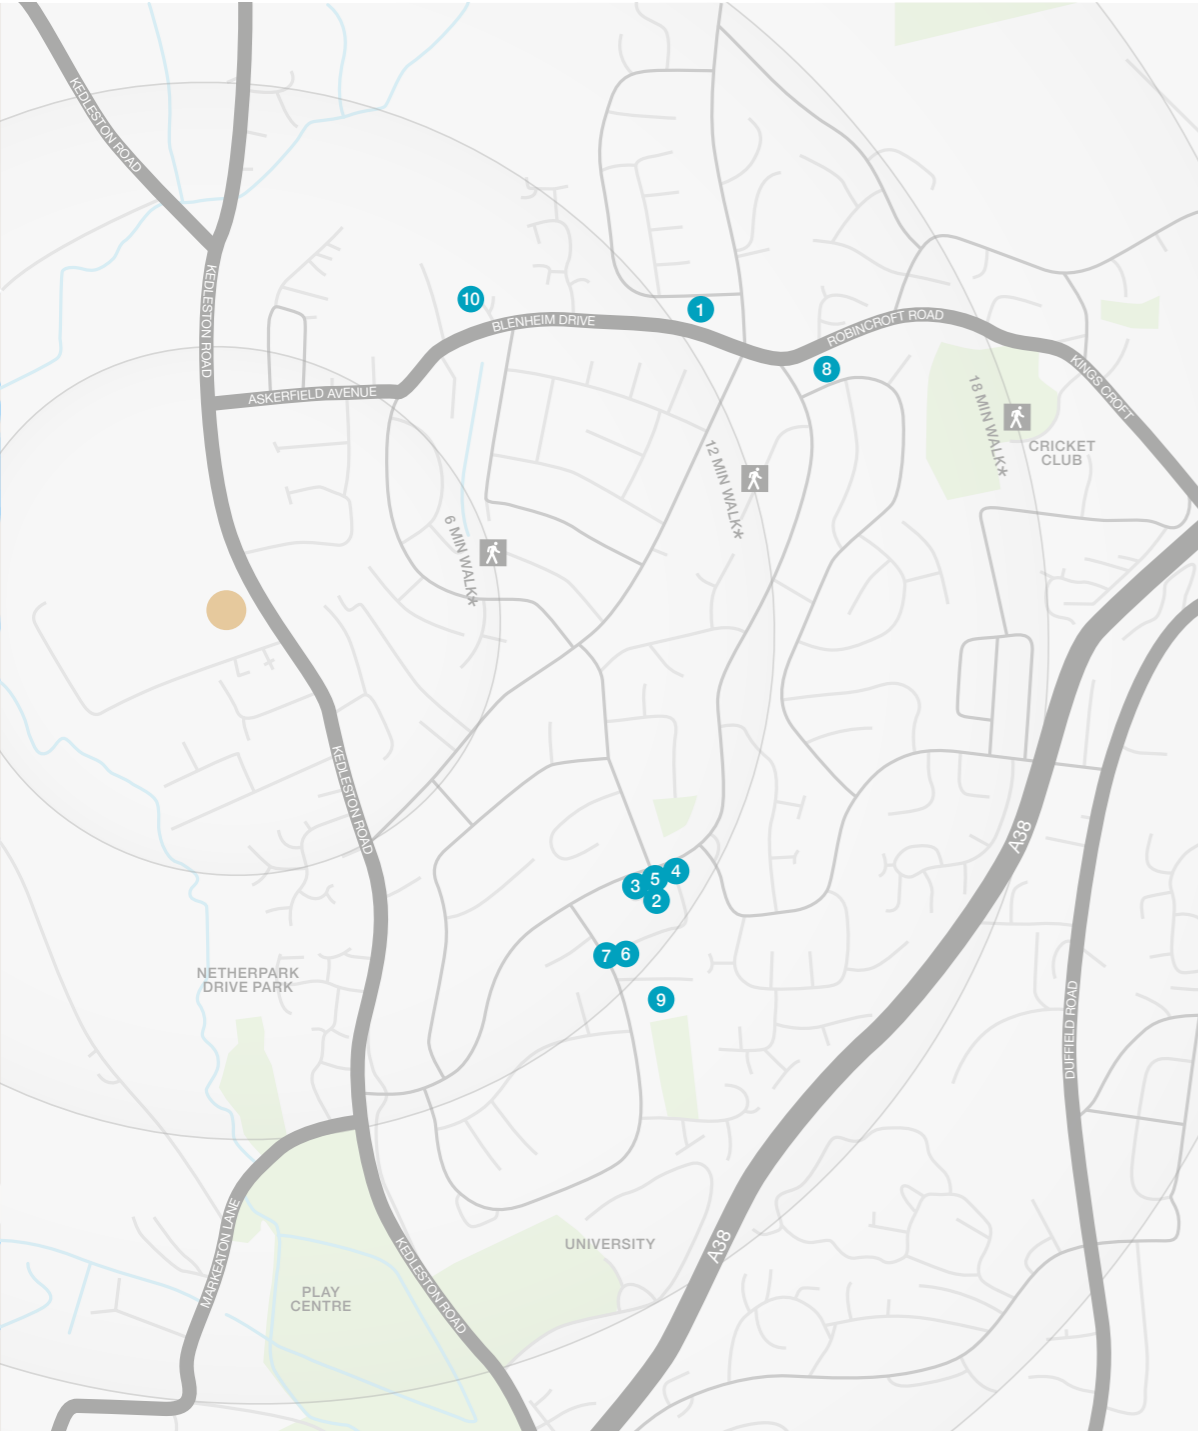 KEDLESTON ROAD
KEDLESTON ROAD
10
1
BLENHEIM DRIVE
ROBINCROFT ROAD
8
KINGS CROFT
ASKERFIELD AVENUE
18 MIN WALK*
CRICKET
CLUB
12 MIN WALK*
6 MIN WALK*
KEDLESTON ROAD
A38
4
5
3
2
7
6
9
NETHERPARK
DRIVE PARK
DUFFIELD ROAD
MARKEATON LANE
KEDLESTON ROAD
UNIVERSITY
A38
PLAY
CENTRE